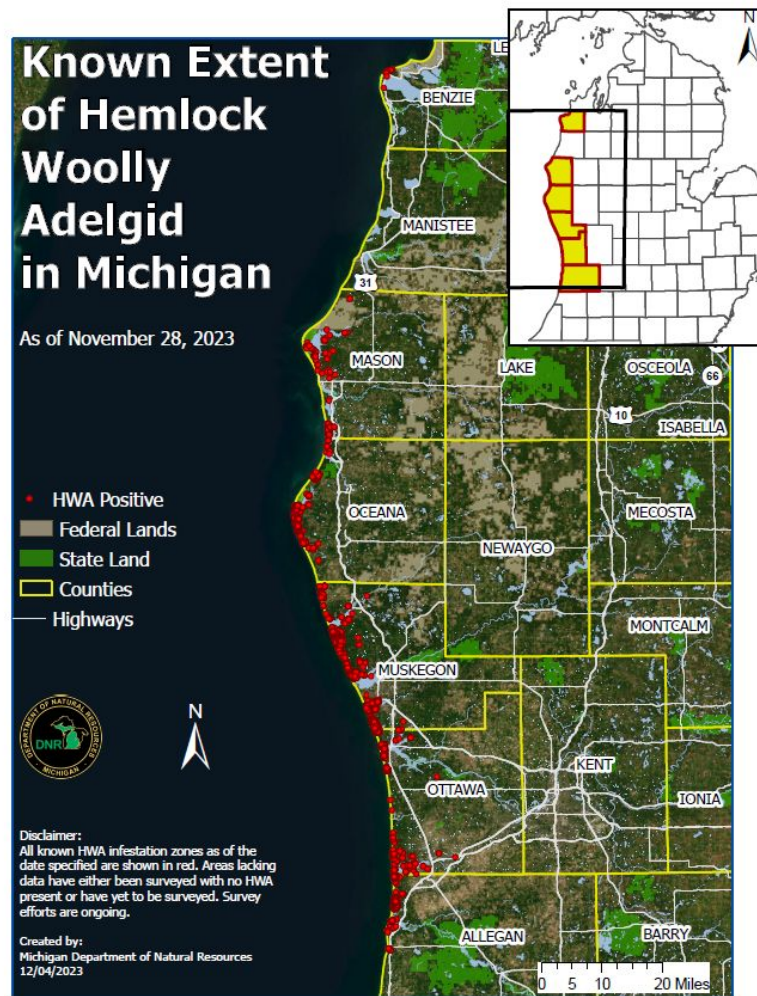 Known Extent
of Hemlock
Woolly
Adelgid
in Michigan
As of November 28, 2023
HWA Positive
Federal Lands
State Land
Counties
Highways
DEPARTMENT OF NATURAL RESOURCES
DNR
MICHIGAN
N
Disclaimer:
All known HWA infestation zones as of the
date specified are shown in red. Areas lacking
data have either been surveyed with no HWA
present or have yet to be surveyed. Survey
efforts are ongoing.
Created by:
Michigan Department of Natural Resources
12/04/2023
N
BENZIE
MANISTEE
31
MASON
LAKE
OSCEOLA
66
10
ISABELLA
OCEANA
MECOSTA
NEWAYGO
MONTCALM
MUSKEGON
KENT
OTTAWA
IONIA
ALLEGAN
BARRY
0 5 10 20 Miles